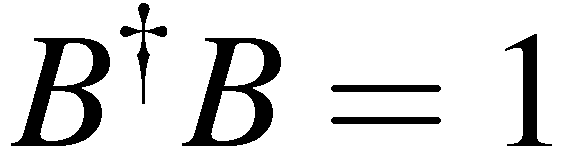 B†B = 1